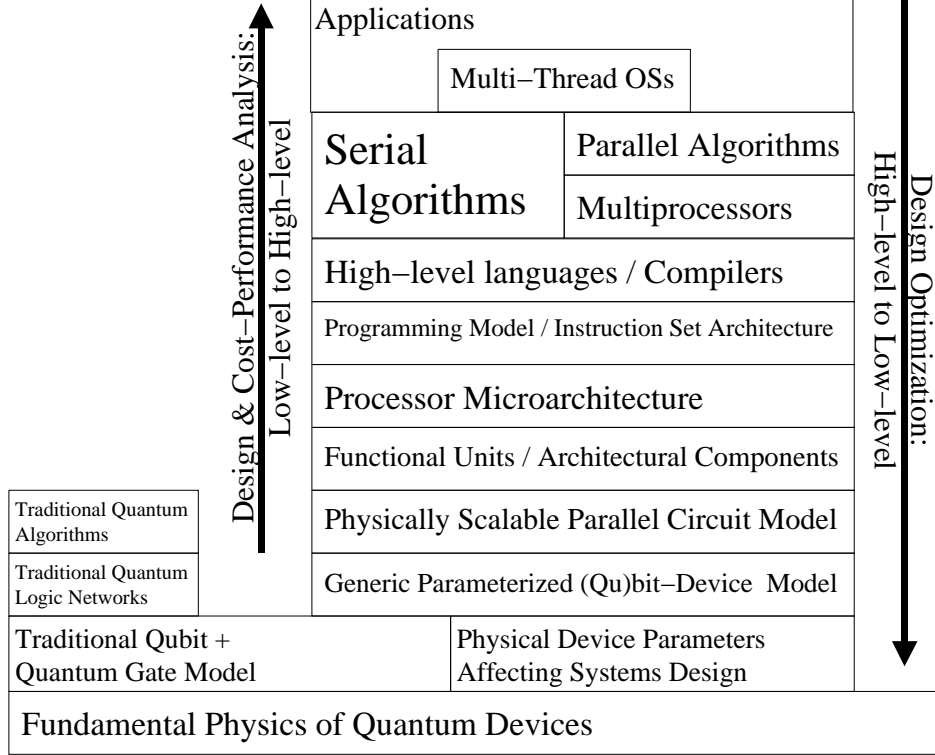 Applications
Multi−Thread OSs
Serial
Algorithms
Parallel Algorithms
Multiprocessors
High−level languages / Compilers
Programming Model / Instruction Set Architecture
Processor Microarchitecture
Functional Units / Architectural Components
Physically Scalable Parallel Circuit Model
Generic Parameterized (Qu)bit−Device Model
Design & Cost−Performance Analysis:
Low−level to High−level
Design Optimization:
High−level to Low−level
Traditional Quantum
Algorithms
Traditional Quantum
Logic Networks
Traditional Qubit +
Quantum Gate Model
Physical Device Parameters
Affecting Systems Design
Fundamental Physics of Quantum Devices